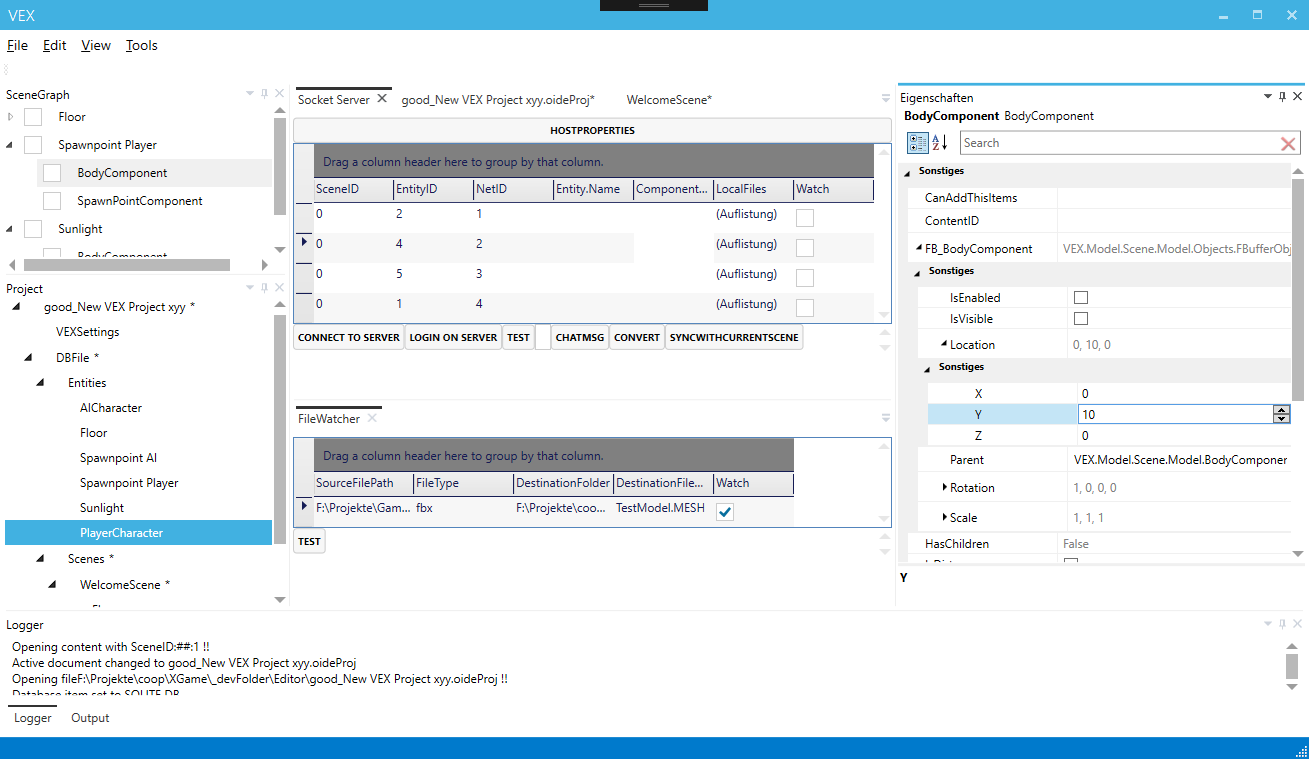 VEX
File Edit View Tools
SceneGraph
Floor
Spawnpoint Player
BodyComponent
SpawnPointComponent
Sunlight
BodyComponent
Project
good_New VEX Project xyy *
VEXSettings
DBFile *
Entities
AICharacter
Floor
Spawnpoint AI
Spawnpoint Player
Sunlight
PlayerCharacter
Scenes *
WelcomeScene *
Socket Server good_New VEX Project xyy.oideProj* WelcomeScene*
HOSTPROPERTIES
Drag a column header here to group by that column.
SceneID EntityID NetID Entity.Name Component... LocalFiles Watch
0 2 1 (Auflistung)
0 4 2 (Auflistung)
0 5 3 (Auflistung)
0 1 4 (Auflistung)
CONNECT TO SERVER LOGIN ON SERVER TEST CHATMSG CONVERT SYNCWITHCURRENTSCENE
FileWatcher
Drag a column header here to group by that column.
SourceFilePath FileType DestinationFolder DestinationFile... Watch
F:\Projekte\Gam... fbx F:\Projekte\coo... TestModel.MESH
TEST
Eigenschaften
BodyComponent BodyComponent
A Z Search
Sonstiges
CanAddThisItems
ContentID
FB_BodyComponent VEX.Model.Scene.Model.Objects.FBufferObj
Sonstiges
IsEnabled
IsVisible
Location 0, 10, 0
Sonstiges
X 0
Y 10
Z 0
Parent VEX.Model.Scene.Model.BodyComponer
Rotation 1, 0, 0, 0
Scale 1, 1, 1
HasChildren False
Y
Logger
Opening content with SceneID:##:1 !!
Active document changed to good_New VEX Project xyy.oideProj
Opening fileF:\Projekte\coop\XGame\_devFolder\Editor\good_New VEX Project xyy.oideProj !!
Database item set to SQLITE DB
Logger Output